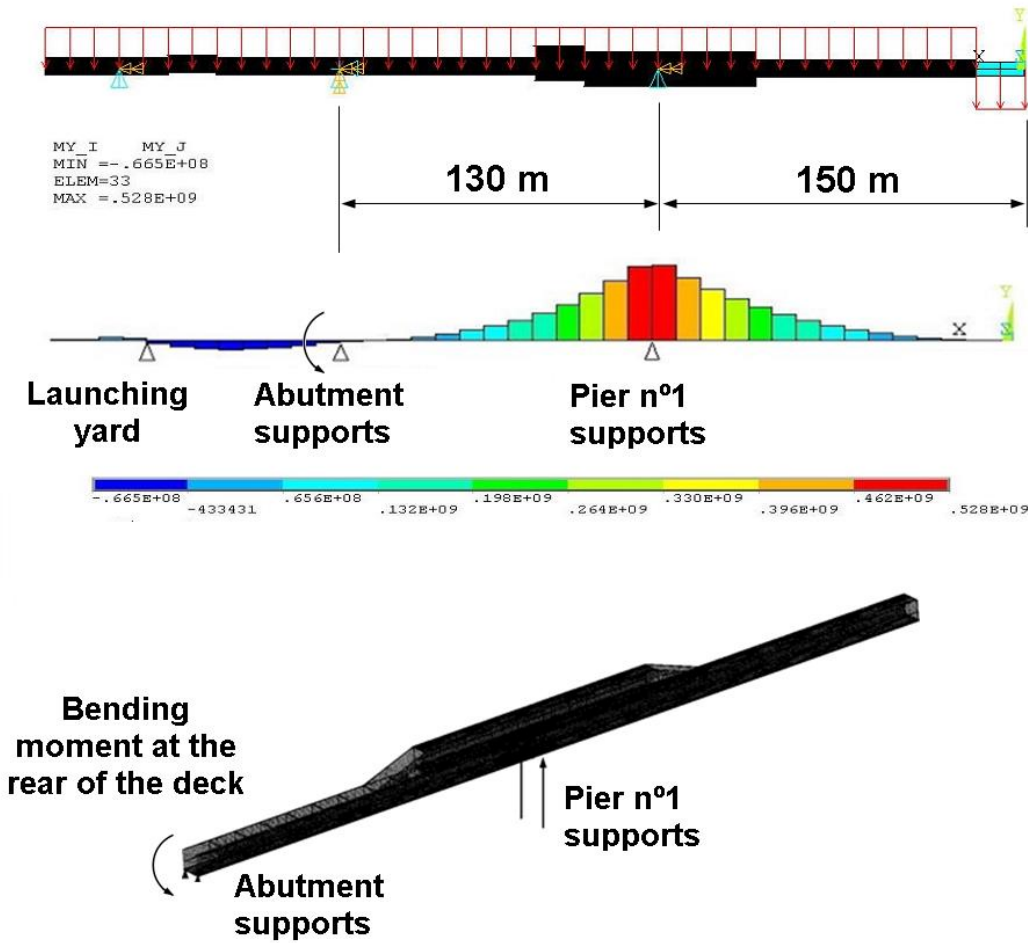 Y
X
Z
MY_I MY_J
MIN =-.665E+08
ELEM=33
MAX =.528E+09
130 m
150 m
Y
X
Z
Launching
yard
Abutment
supports
Pier nº1
supports
-.665E+08
-433431
.656E+08
.132E+09
.198E+09
.264E+09
.330E+09
.396E+09
.462E+09
.528E+09
Bending
moment at the
rear of the deck
Pier nº1
supports
Abutment
supports